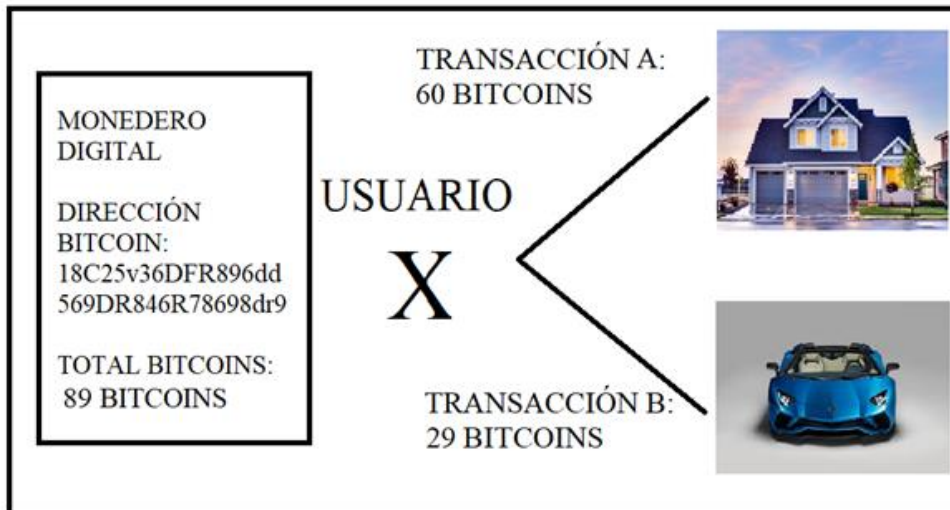 MONEDERO
DIGITAL
DIRECCIÓN
BITCOIN:
18C25v36DFR896dd
569DR846R78698dr9
TOTAL BITCOINS:
89 BITCOINS
USUARIO
X
TRANSACCIÓN A:
60 BITCOINS
TRANSACCIÓN B:
29 BITCOINS